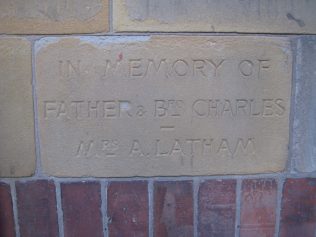 IN MEMORY OF
FATHER & BRO CHARLES
—
MRS A. LATHAM